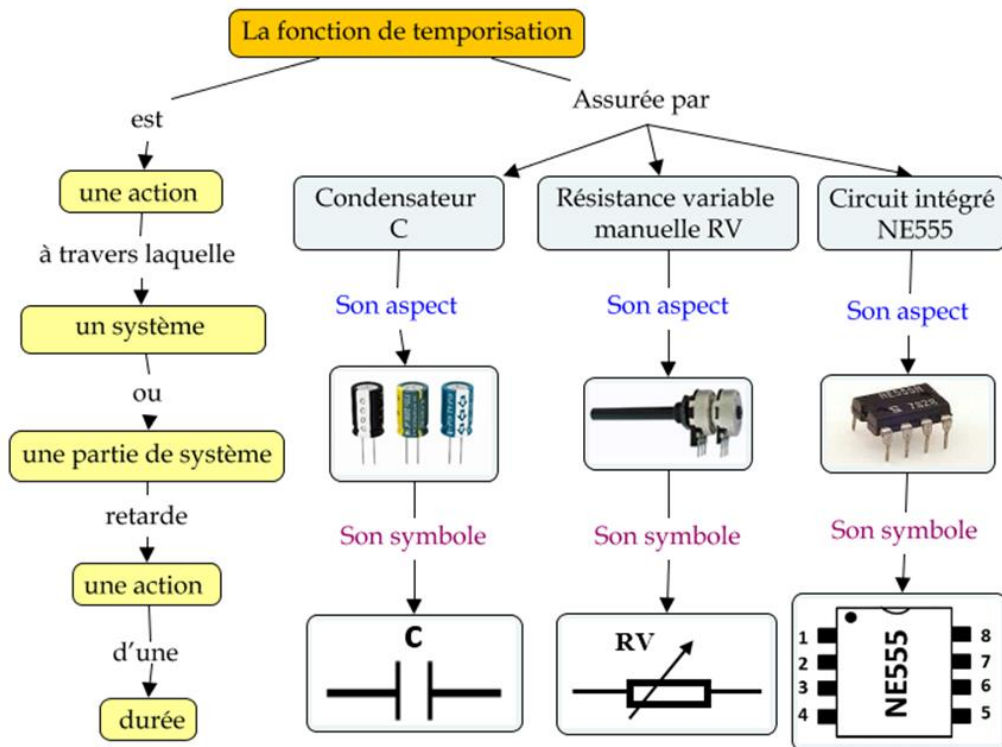 La fonction de temporisation
est
Assurée par
une action
à travers laquelle
un système
ou
une partie de système
retarde
une action
d'une
durée
Condensateur
C
Son aspect
Son symbole
C
Résistance variable
manuelle RV
Son aspect
Son symbole
RV
Circuit intégré
NE555
Son aspect
NE555N
7828
Son symbole
NE555
1
2
3
4
8
7
6
5